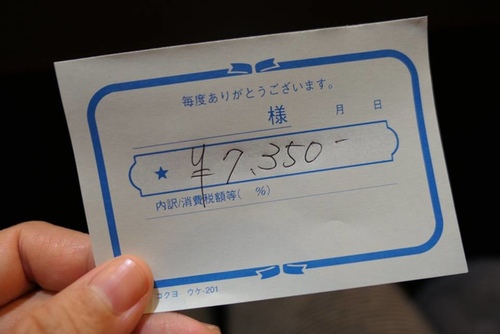 毎度ありがとうございます。
様 月 日
★ ¥7,350-
内訳/消費税額等( %)
コクヨ ウケ-201